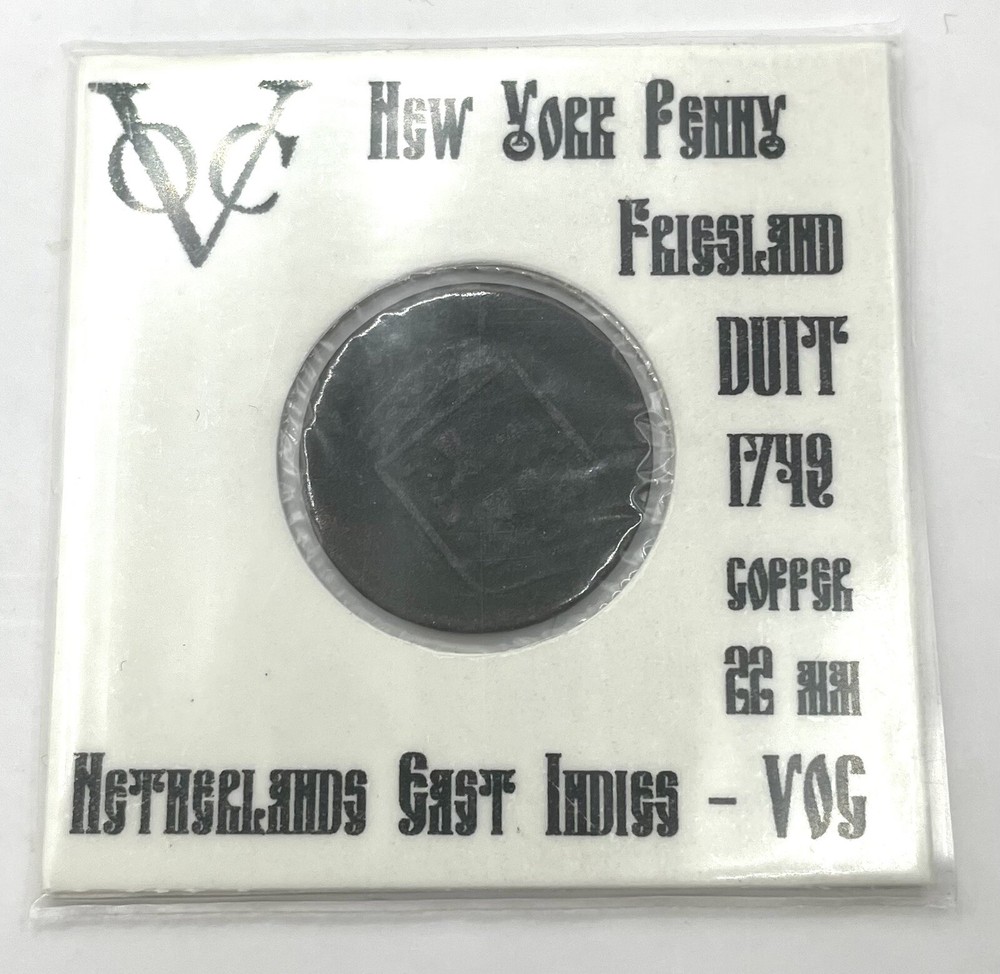 VOC
New York Penny
Friesland
DUIT
1749
COPPER
22 MM
Netherlands East Indies – VOC